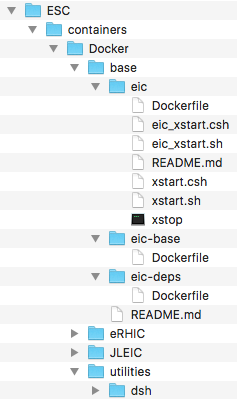 ESC
containers
Docker
base
eic
Dockerfile
eic_xstart.csh
eic_xstart.sh
README.md
xstart.csh
xstart.sh
xstop
eic-base
Dockerfile
eic-deps
Dockerfile
README.md
eRHIC
JLEIC
utilities
dsh